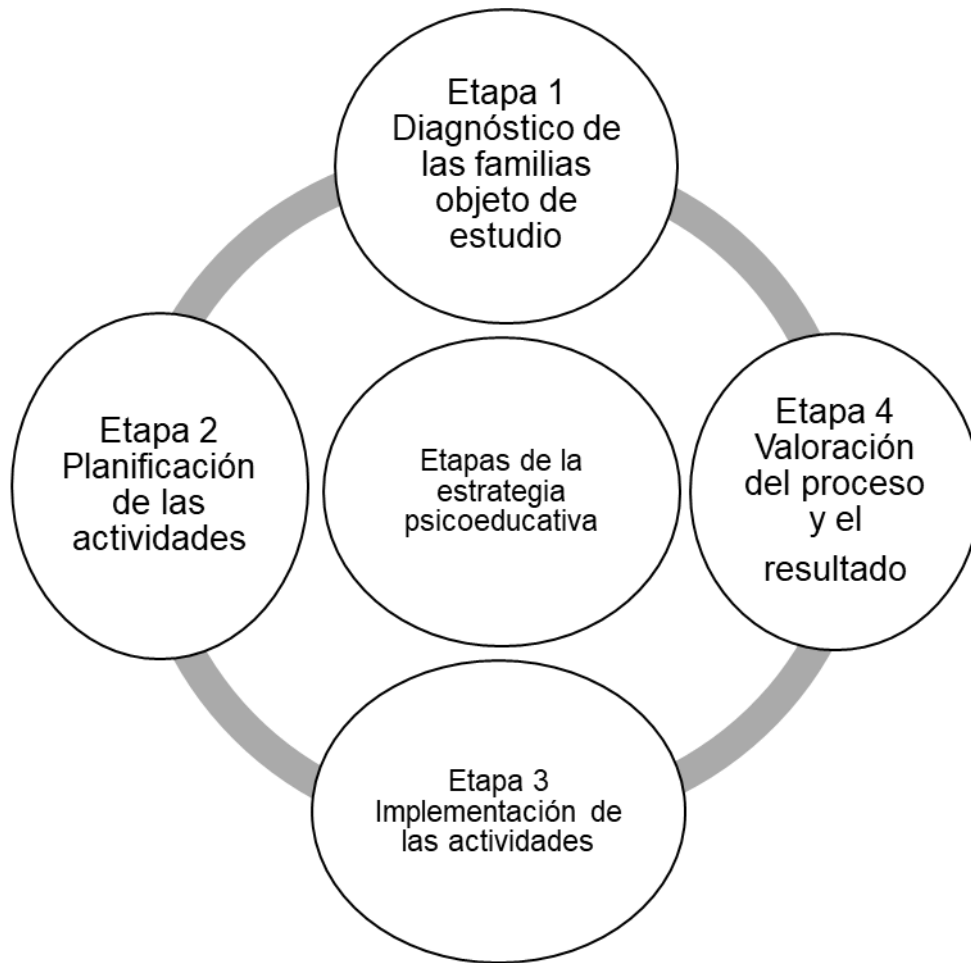 Etapa 1
Diagnóstico de
las familias
objeto de
estudio
Etapa 2
Planificación
de las
actividades
Etapas de la
estrategia
psicoeducativa
Etapa 4
Valoración
del proceso
y el
resultado
Etapa 3
Implementación de
las actividades